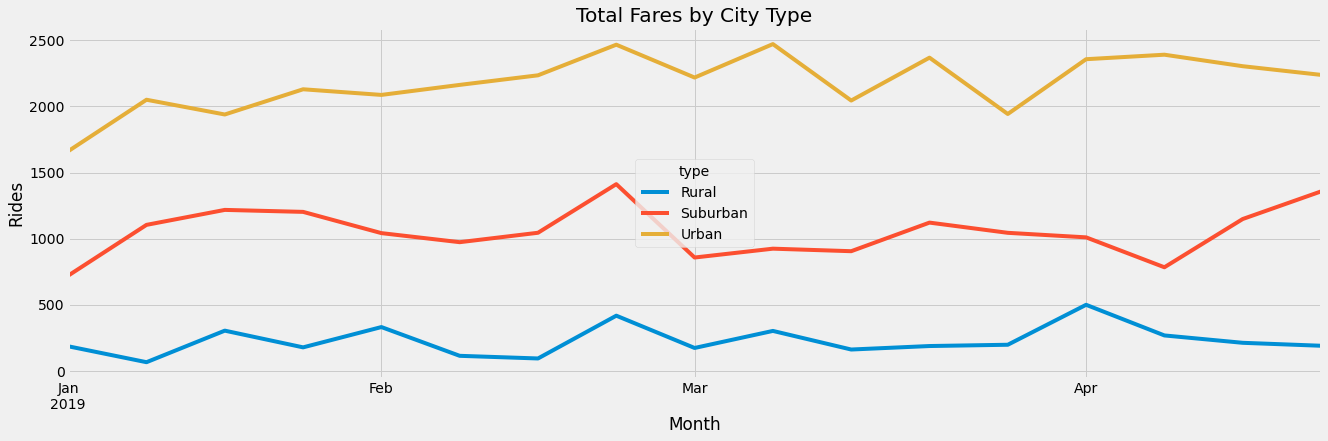 Total Fares by City Type
2500
2000
1500
1000
500
0
Rides
type
Rural
Suburban
Urban
Jan
2019
Feb
Mar
Apr
Month